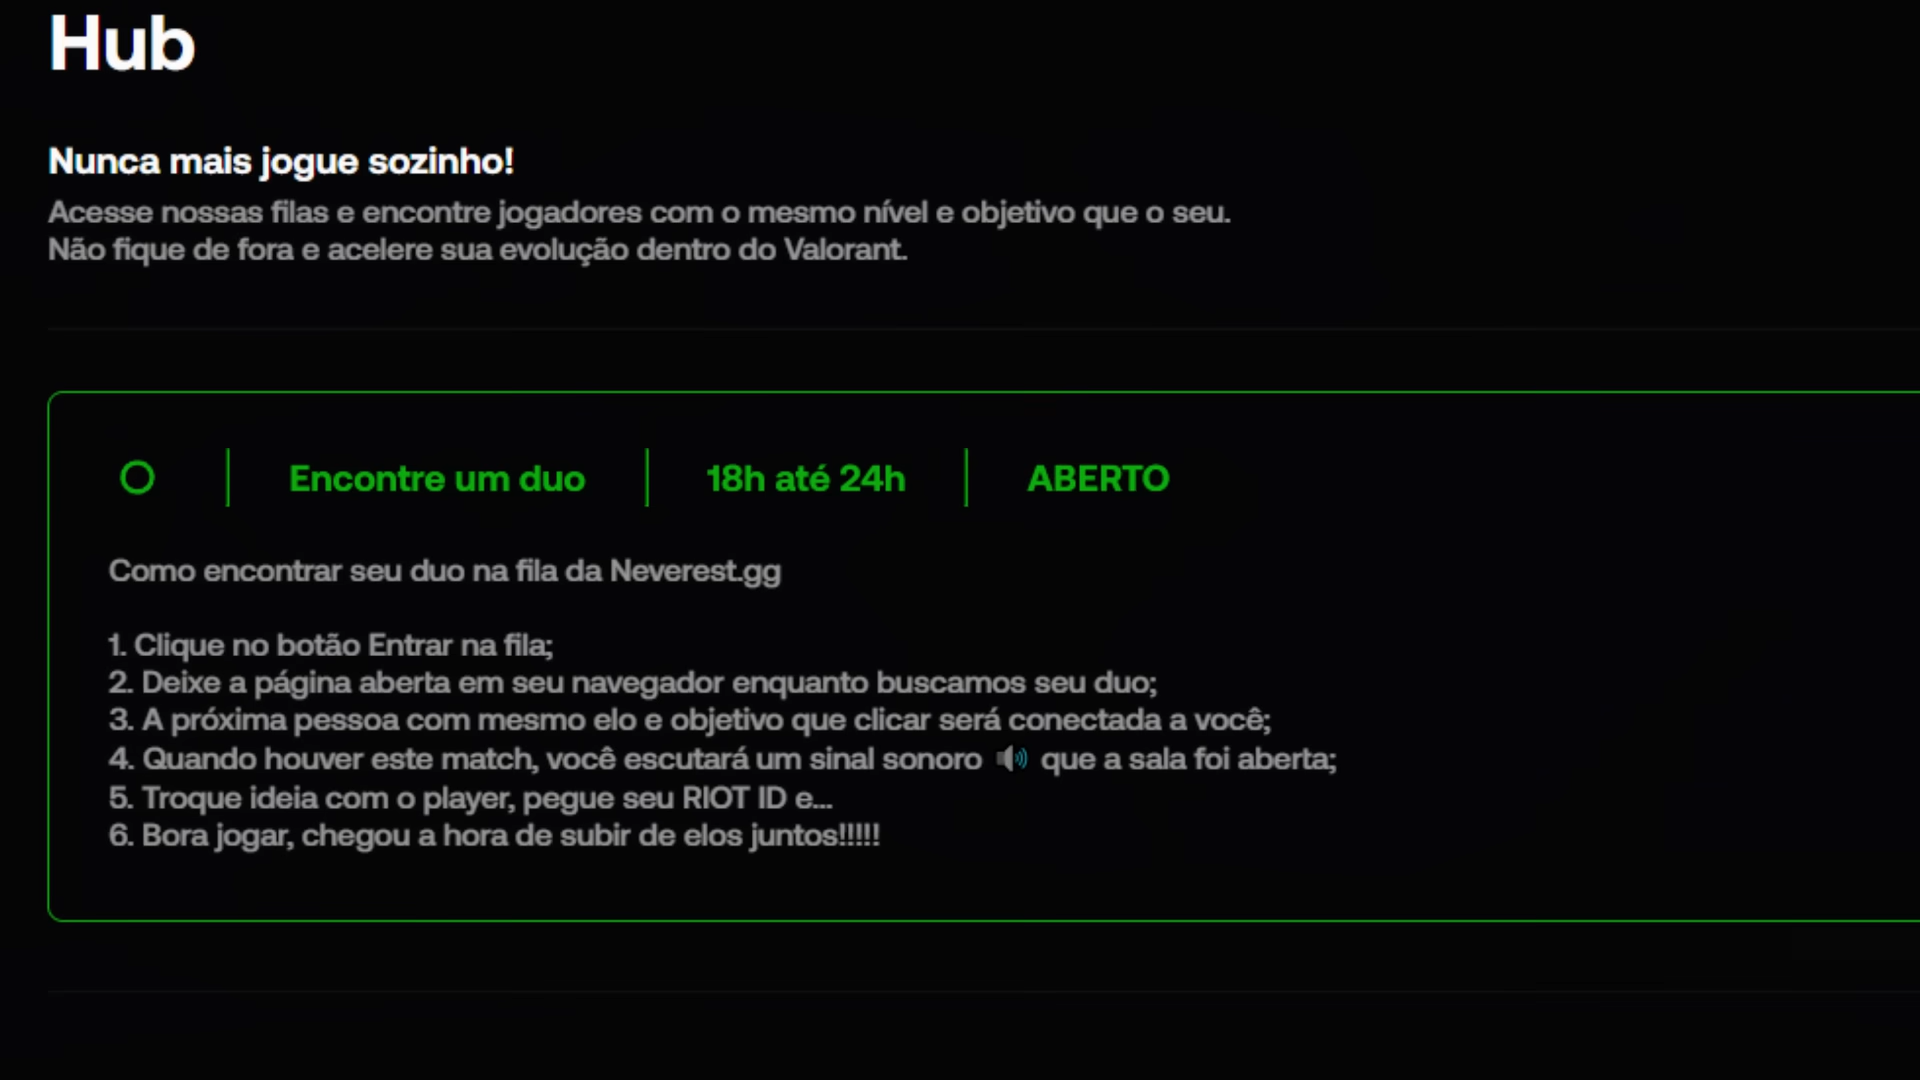 Hub
Nunca mais jogue sozinho!
Acesse nossas filas e encontre jogadores com o mesmo nível e objetivo que o seu.
Não fique de fora e acelere sua evolução dentro do Valorant.
Encontre um duo
18h até 24h
ABERTO
Como encontrar seu duo na fila da Neverest.gg
1. Clique no botão Entrar na fila;
2. Deixe a página aberta em seu navegador enquanto buscamos seu duo;
3. A próxima pessoa com mesmo elo e objetivo que clicar será conectada a você;
4. Quando houver este match, você escutará um sinal sonoro 🔊 que a sala foi aberta;
5. Troque ideia com o player, pegue seu RIOT ID e...
6. Bora jogar, chegou a hora de subir de elos juntos!!!!!